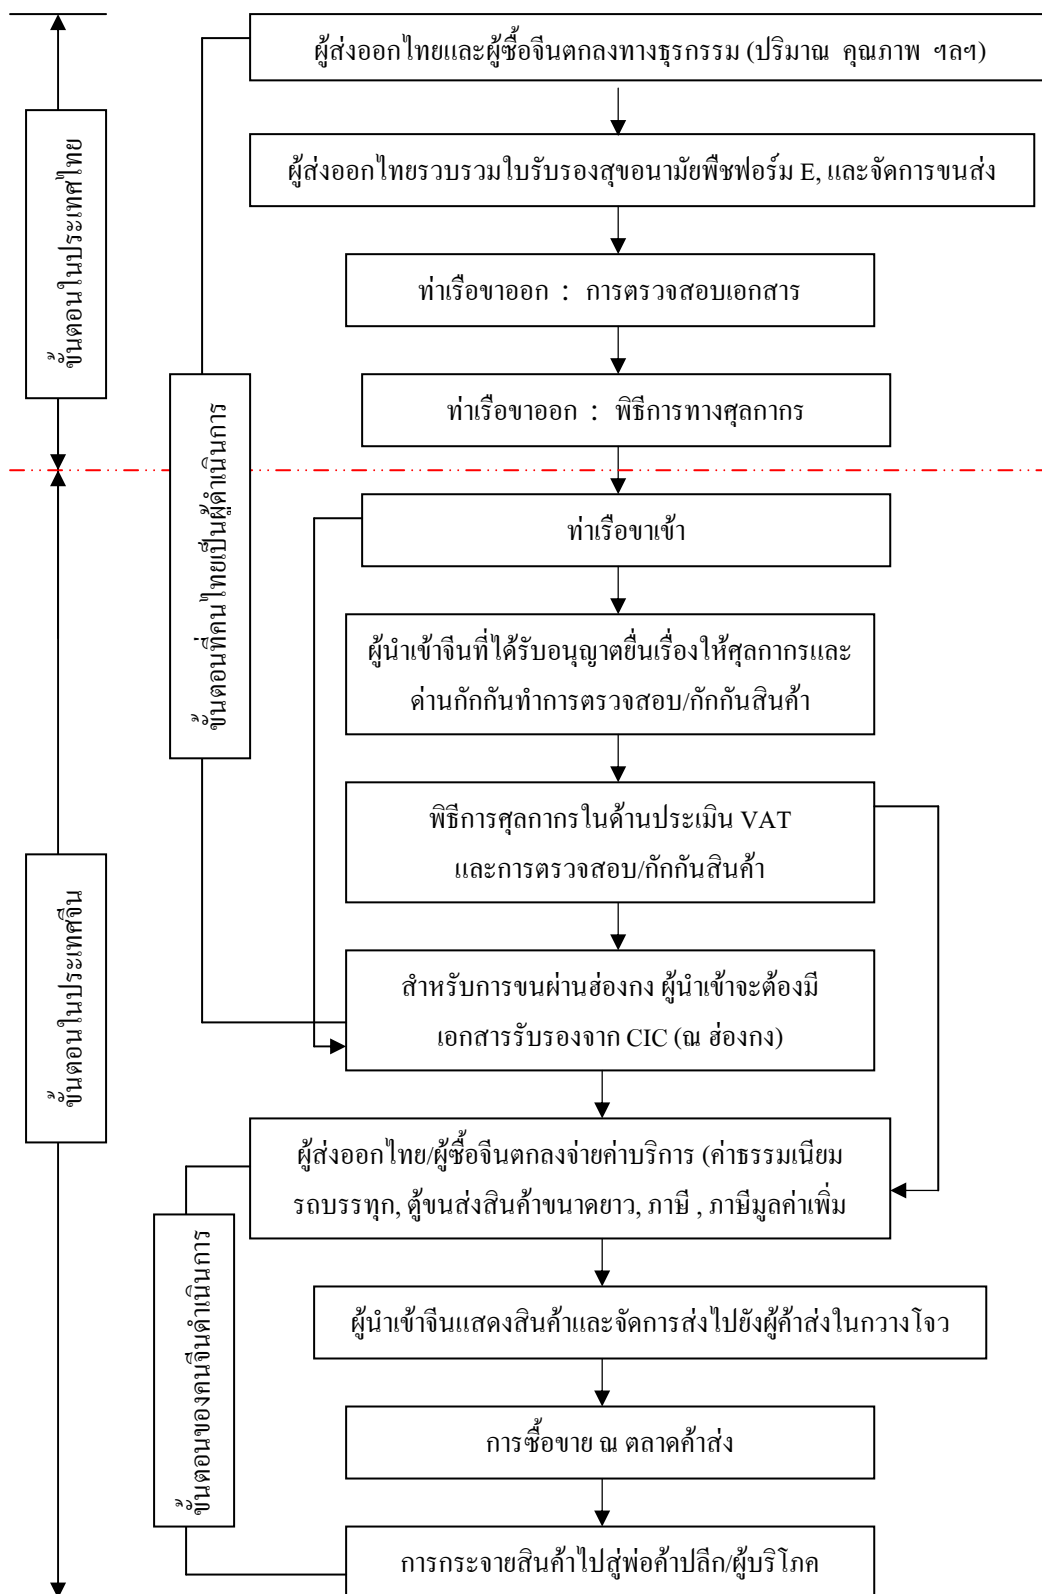 ผู้ส่งออกไทยและผู้ซื้อจีนตกลงทางธุรกรรม (ปริมาณ คุณภาพ ฯลฯ)
ขั้นตอนในประเทศไทย
ผู้ส่งออกไทยรวบรวมใบรับรองสุขอนามัยพืชฟอร์ม E, และจัดการขนส่ง
ท่าเรือขาออก : การตรวจสอบเอกสาร
ท่าเรือขาออก : พิธีการทางศุลกากร
ขั้นตอนที่คนไทยเป็นผู้ดำเนินการ
ท่าเรือขาเข้า
ผู้นำเข้าจีนที่ได้รับอนุญาตยื่นเรื่องให้ศุลกากรและ
ด่านกักกันทำการตรวจสอบ/กักกันสินค้า
พิธีการศุลกากรในด้านประเมิน VAT
และการตรวจสอบ/กักกันสินค้า
ขั้นตอนในประเทศจีน
สำหรับการขนผ่านฮ่องกง ผู้นำเข้าจะต้องมี
เอกสารรับรองจาก CIC (ณ ฮ่องกง)
ผู้ส่งออกไทย/ผู้ซื้อจีนตกลงจ่ายค่าบริการ (ค่าธรรมเนียม
รถบรรทุก, ตู้ขนส่งสินค้าขนาดยาว, ภาษี , ภาษีมูลค่าเพิ่ม
ขั้นตอนของคนจีนดำเนินการ
ผู้นำเข้าจีนแสดงสินค้าและจัดการส่งไปยังผู้ค้าส่งในกวางโจว
การซื้อขาย ณ ตลาดค้าส่ง
การกระจายสินค้าไปสู่พ่อค้าปลีก/ผู้บริโภค